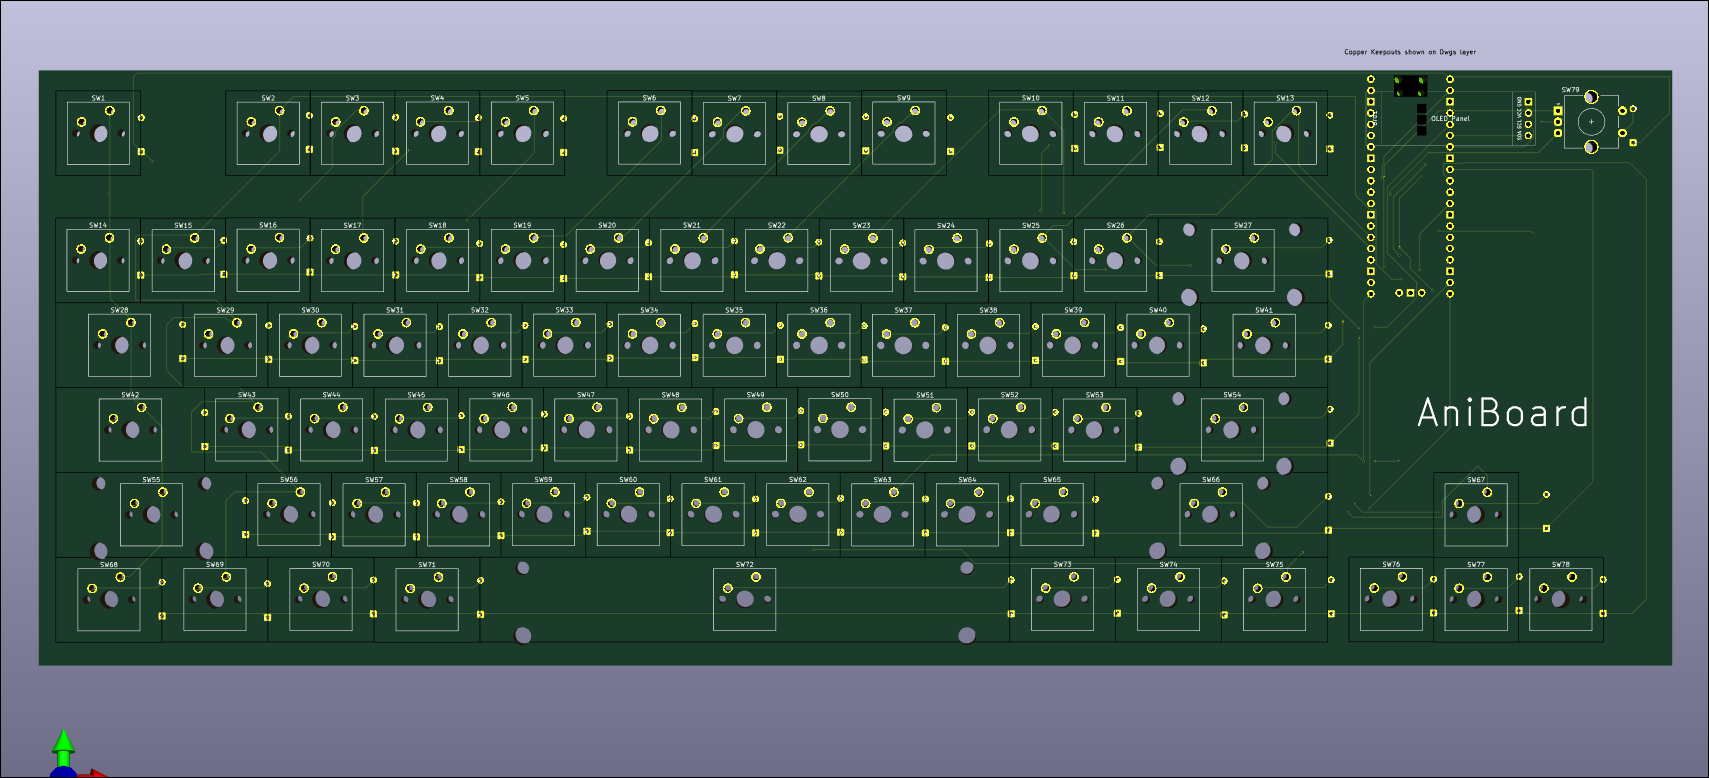 Copper Keepouts shown on Dwgs layer
SW1 SW2 SW3 SW4 SW5 SW6 SW7 SW8 SW9 SW10 SW11 SW12 SW13 SW79
OLED Panel
SDA SCL VCC GND
SW14 SW15 SW16 SW17 SW18 SW19 SW20 SW21 SW22 SW23 SW24 SW25 SW26 SW27
SW28 SW29 SW30 SW31 SW32 SW33 SW34 SW35 SW36 SW37 SW38 SW39 SW40 SW41
SW42 SW43 SW44 SW45 SW46 SW47 SW48 SW49 SW50 SW51 SW52 SW53 SW54
AniBoard
SW55 SW56 SW57 SW58 SW59 SW60 SW61 SW62 SW63 SW64 SW65 SW66 SW67
SW68 SW69 SW70 SW71 SW72 SW73 SW74 SW75 SW76 SW77 SW78